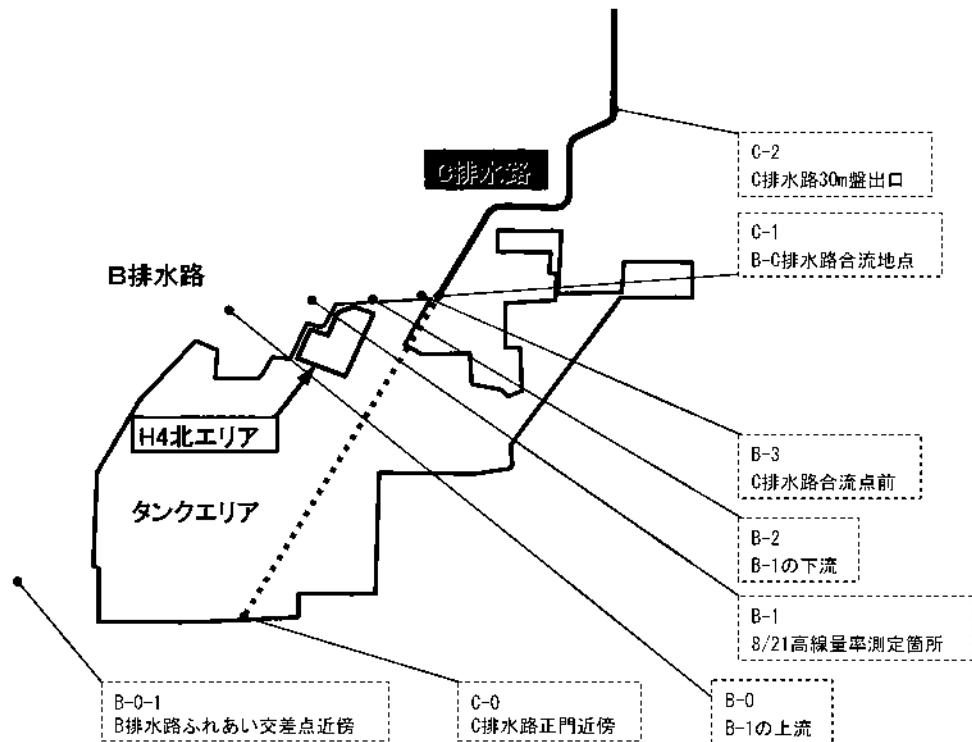 C排水路
C-2
C排水路30m盤出口
C-1
B-C排水路合流地点
B排水路
H4北エリア
タンクエリア
B-3
C排水路合流点前
B-2
B-1の下流
B-1
8/21高線量率測定箇所
B-0-1
B排水路ふれあい交差点近傍
C-0
C排水路正門近傍
B-0
B-1の上流